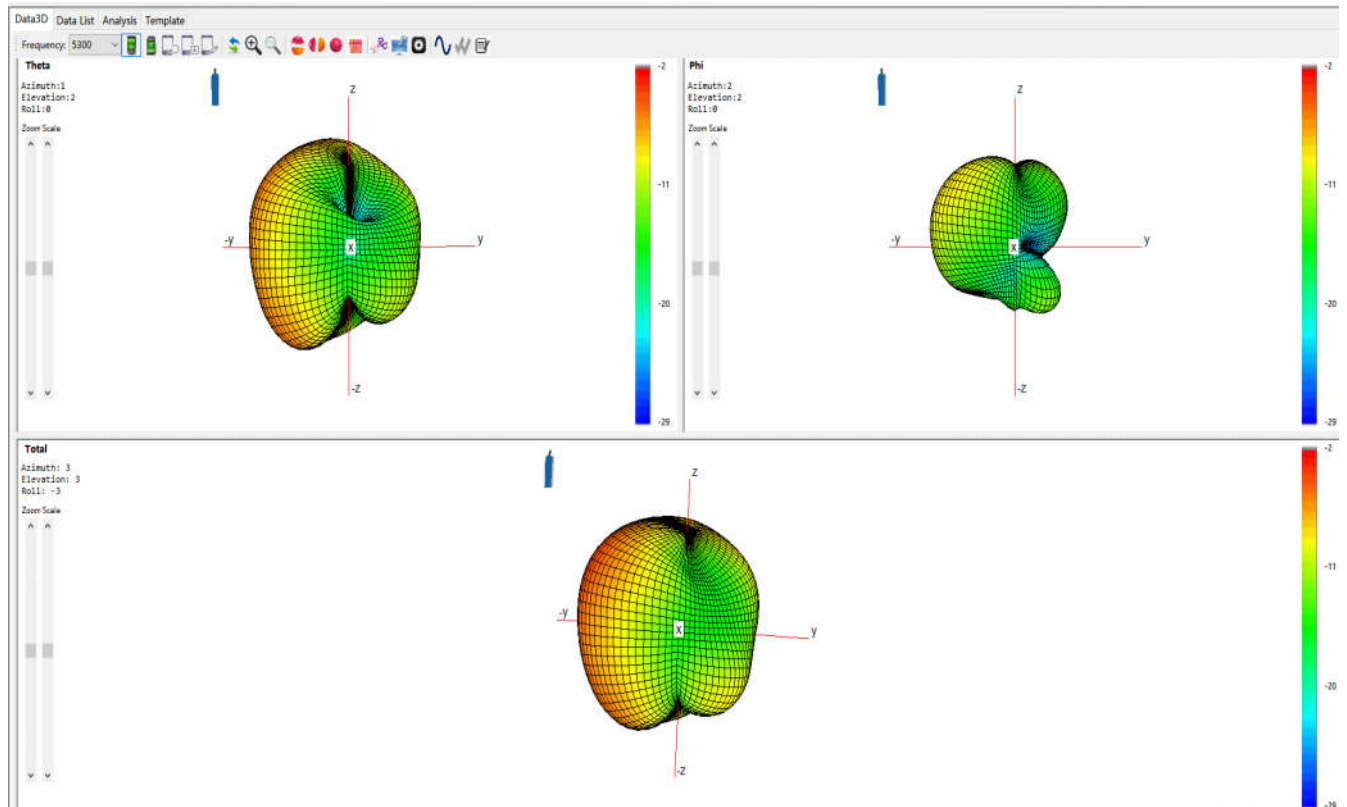 Data3D Data List Analysis Template
Frequency: 5300
Theta
Azimuth:1
Elevation:2
Roll:0
Zoom Scale
z
-y
x
y
-z
-2
-11
-20
-29
Phi
Azimuth:2
Elevation:2
Roll:0
Zoom Scale
z
-y
x
y
-z
-2
-11
-20
-29
Total
Azimuth: 3
Elevation: 3
Roll: -3
Zoom Scale
z
-y
x
y
-z
-2
-11
-20
-29